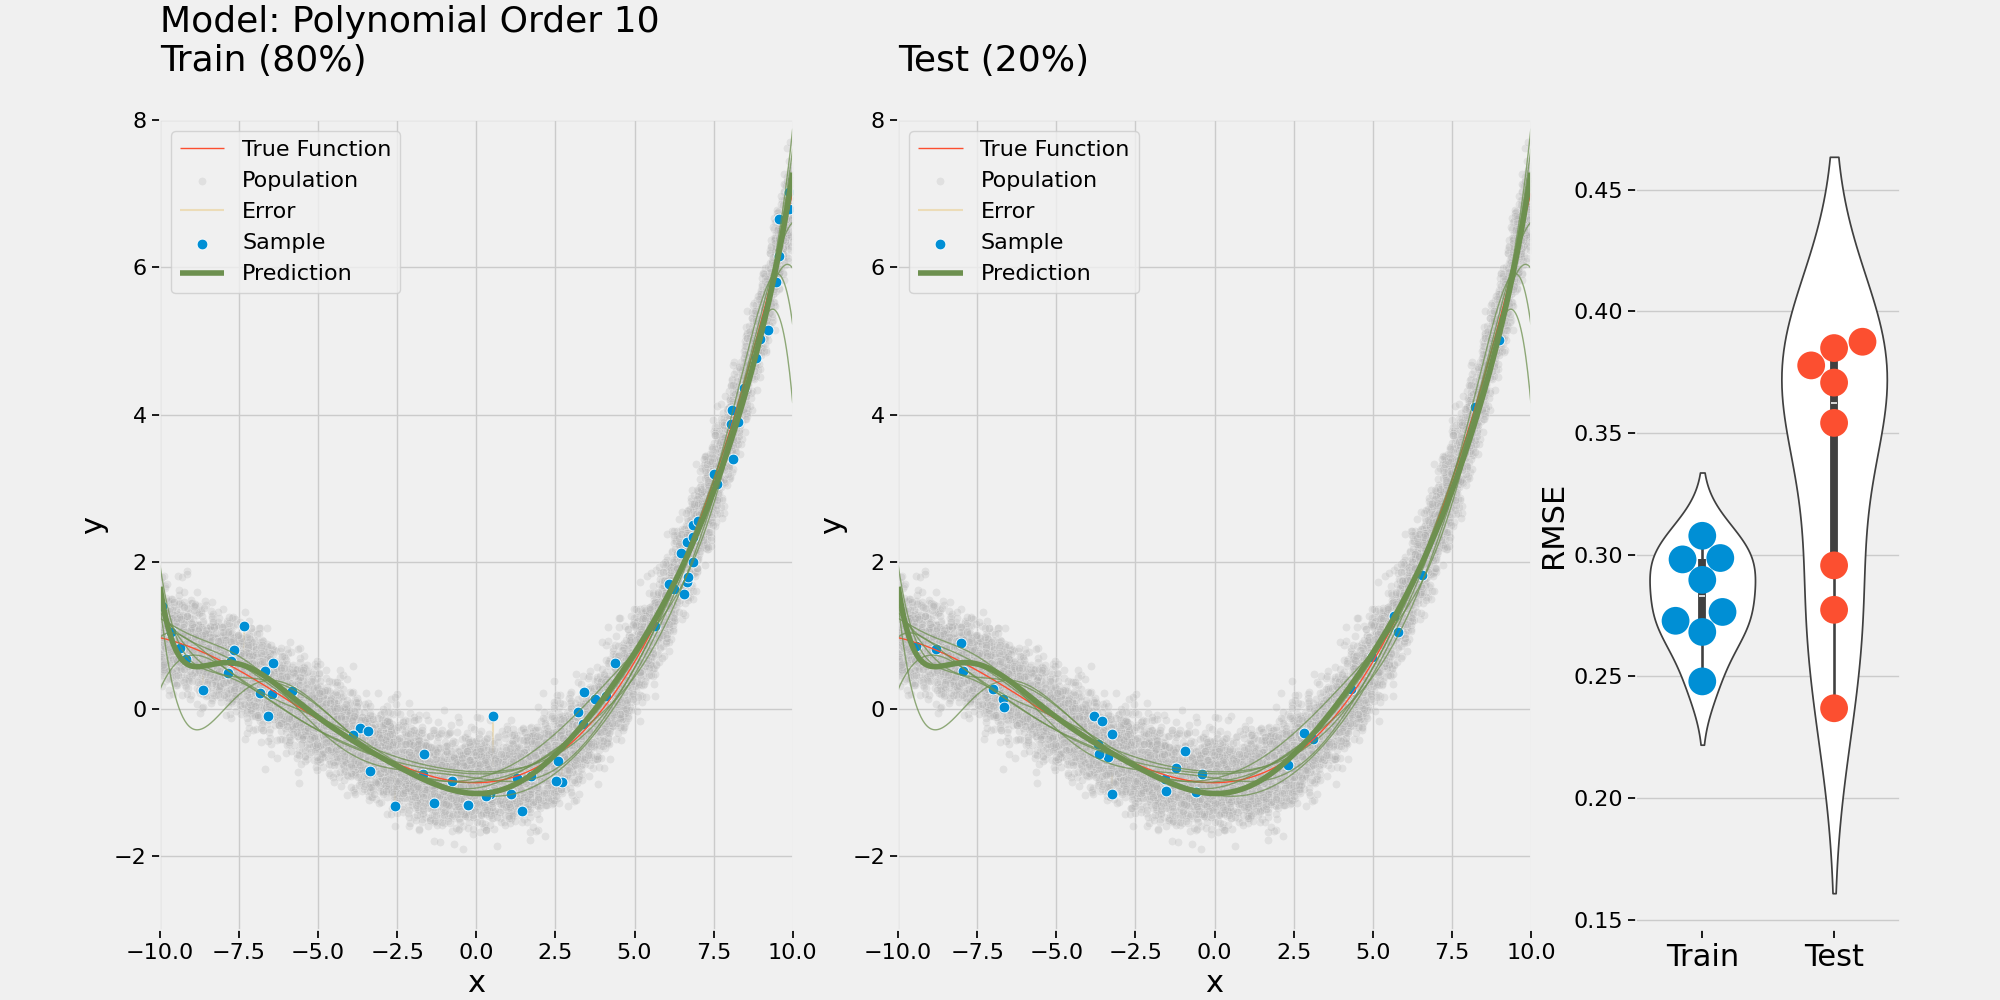 Model: Polynomial Order 10
Train (80%)
Test (20%)
8
6
4
2
0
−2
y
True Function
Population
Error
Sample
Prediction
−10.0 −7.5 −5.0 −2.5 0.0 2.5 5.0 7.5 10.0
x
8
6
4
2
0
−2
y
True Function
Population
Error
Sample
Prediction
−10.0 −7.5 −5.0 −2.5 0.0 2.5 5.0 7.5 10.0
x
0.45
0.40
0.35
0.30
0.25
0.20
0.15
RMSE
Train Test